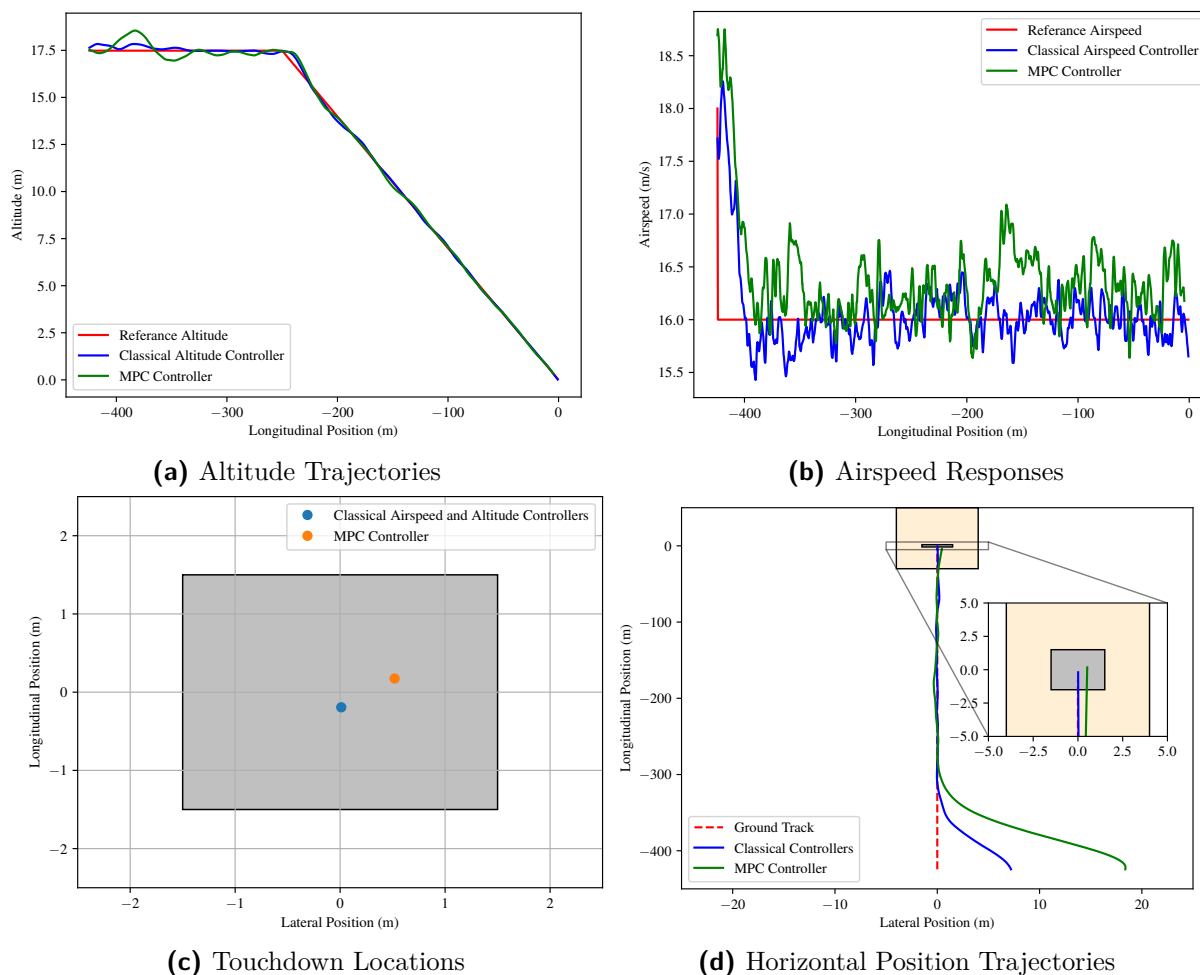 17.5
15.0
12.5
10.0
7.5
5.0
2.5
0.0
Altitude (m)
Referance Altitude
Classical Altitude Controller
MPC Controller
−400 −300 −200 −100 0
Longitudinal Position (m)
(a) Altitude Trajectories
18.5
18.0
17.5
17.0
16.5
16.0
15.5
Airspeed (m/s)
Referance Airspeed
Classical Airspeed Controller
MPC Controller
−400 −300 −200 −100 0
Longitudinal Position (m)
(b) Airspeed Responses
2
1
0
−1
−2
Longitudinal Position (m)
Classical Airspeed and Altitude Controllers
MPC Controller
−2 −1 0 1 2
Lateral Position (m)
(c) Touchdown Locations
0
−100
−200
−300
−400
Longitudinal Position (m)
5.0
2.5
0.0
−2.5
−5.0
−5.0 −2.5 0.0 2.5 5.0
Ground Track
Classical Controllers
MPC Controller
−20 −10 0 10 20
Lateral Position (m)
(d) Horizontal Position Trajectories